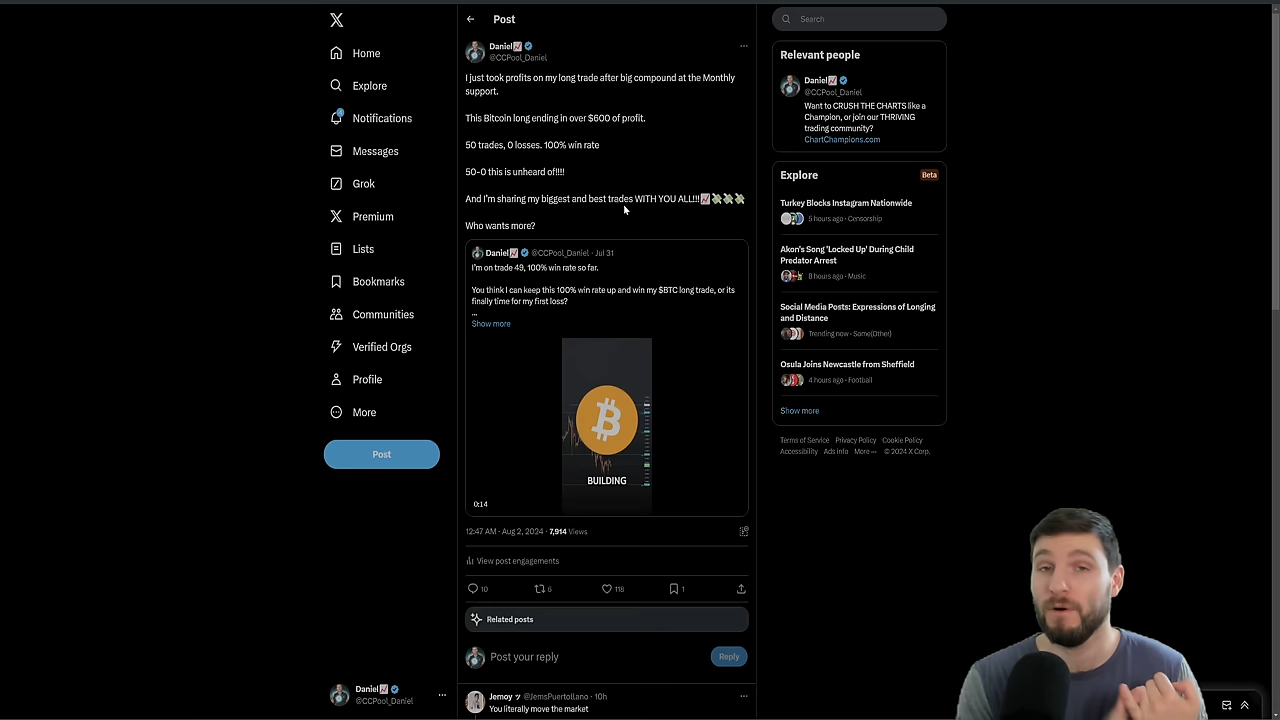 Post
Search
Daniel📈
@CCPool_Daniel
I just took profits on my long trade after big compound at the Monthly
support.
This Bitcoin long ending in over $600 of profit.
50 trades, 0 losses. 100% win rate
50-0 this is unheard of!!!!
And I'm sharing my biggest and best trades WITH YOU ALL!!!📈💸💸💸
Who wants more?
Daniel📈 @CCPool_Daniel · Jul 31
I'm on trade 49, 100% win rate so far.
You think I can keep this 100% win rate up and win my $BTC long trade, or its
finally time for my first loss?
...
Show more
BUILDING
0:14
12:47 AM · Aug 2, 2024 · 7,914 Views
View post engagements
10
6
118
1
Related posts
Post your reply
Reply
Jemoy ッ @JemsPuertollano · 10h
You literally move the market
Home
Explore
4
Notifications
Messages
Grok
Premium
Lists
Bookmarks
Communities
Verified Orgs
Profile
More
Post
Daniel📈
@CCPool_Daniel
Relevant people
Daniel📈
@CCPool_Daniel
Want to CRUSH THE CHARTS like a
Champion, or join our THRIVING
trading community?
ChartChampions.com
Explore
Beta
Turkey Blocks Instagram Nationwide
5 hours ago · Censorship
Akon's Song 'Locked Up' During Child
Predator Arrest
8 hours ago · Music
Social Media Posts: Expressions of Longing
and Distance
Trending now · Some(Other)
Osula Joins Newcastle from Sheffield
4 hours ago · Football
Show more
Terms of Service Privacy Policy Cookie Policy
Accessibility Ads info More ··· © 2024 X Corp.